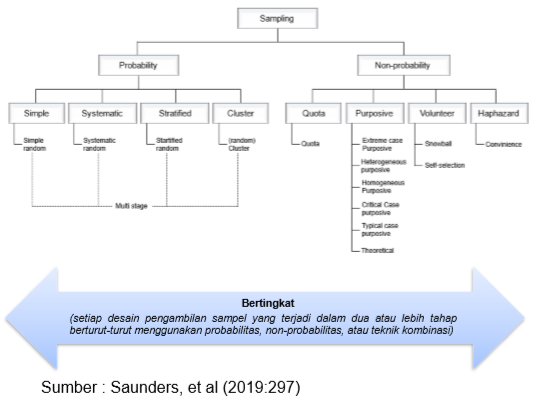 Sampling
Probability
Non-probability
Simple
Systematic
Stratified
Cluster
Quota
Purposive
Volunteer
Haphazard
Simple
random
Systematic
random
Startified
random
(random)
Cluster
Quota
Extreme case
Purposive
Heterogeneous
purposive
Homogeneous
Purposive
Critical Case
purposive
Typical case
purposive
Theoretical
Snowball
Self-selection
Convinience
Multi stage
Bertingkat
(setiap desain pengambilan sampel yang terjadi dalam dua atau lebih tahap
berturut-turut menggunakan probabilitas, non-probabilitas, atau teknik kombinasi)
Sumber : Saunders, et al (2019:297)